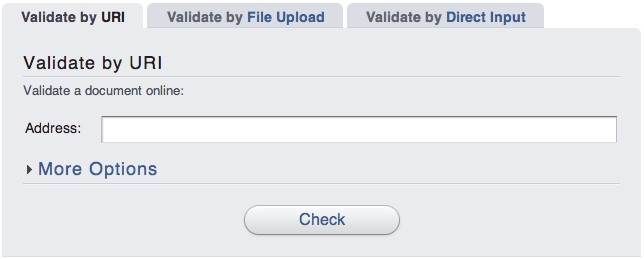 Validate by URI Validate by File Upload Validate by Direct Input
Validate by URI
Validate a document online:
Address:
More Options
Check